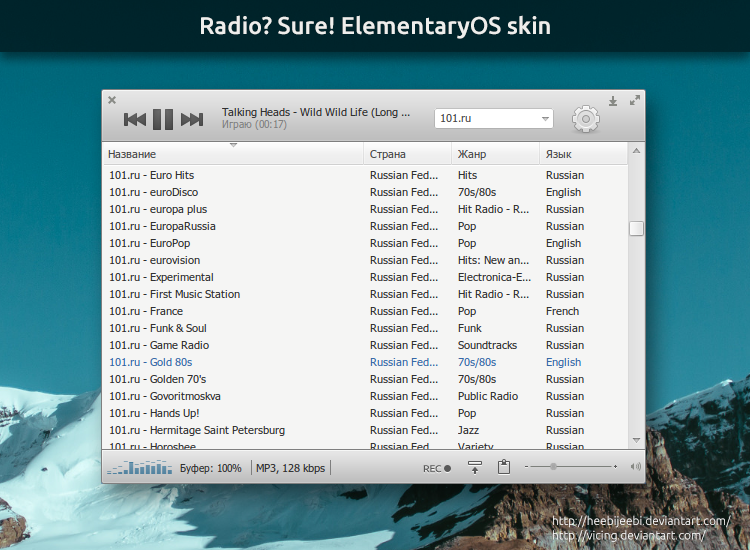 Radio? Sure! ElementaryOS skin
Talking Heads - Wild Wild Life (Long ...
Играю (00:17)
101.ru
Название Страна Жанр Язык
101.ru - Euro Hits Russian Fed... Hits Russian
101.ru - euroDisco Russian Fed... 70s/80s English
101.ru - europa plus Russian Fed... Hit Radio - R... Russian
101.ru - EuropaRussia Russian Fed... Pop Russian
101.ru - EuroPop Russian Fed... Pop English
101.ru - eurovision Russian Fed... Hits: New an... Russian
101.ru - Experimental Russian Fed... Electronica-E... Russian
101.ru - First Music Station Russian Fed... Hit Radio - R... Russian
101.ru - France Russian Fed... Pop French
101.ru - Funk & Soul Russian Fed... Funk Russian
101.ru - Game Radio Russian Fed... Soundtracks Russian
101.ru - Gold 80s Russian Fed... 70s/80s English
101.ru - Golden 70's Russian Fed... 70s/80s Russian
101.ru - Govoritmoskva Russian Fed... Public Radio Russian
101.ru - Hands Up! Russian Fed... Pop Russian
101.ru - Hermitage Saint Petersburg Russian Fed... Jazz Russian
101.ru - Horoshee Russian Fed... Variety Russian
Буфер: 100% MP3, 128 kbps REC
http://heebijeebi.deviantart.com/
http://vicing.deviantart.com/